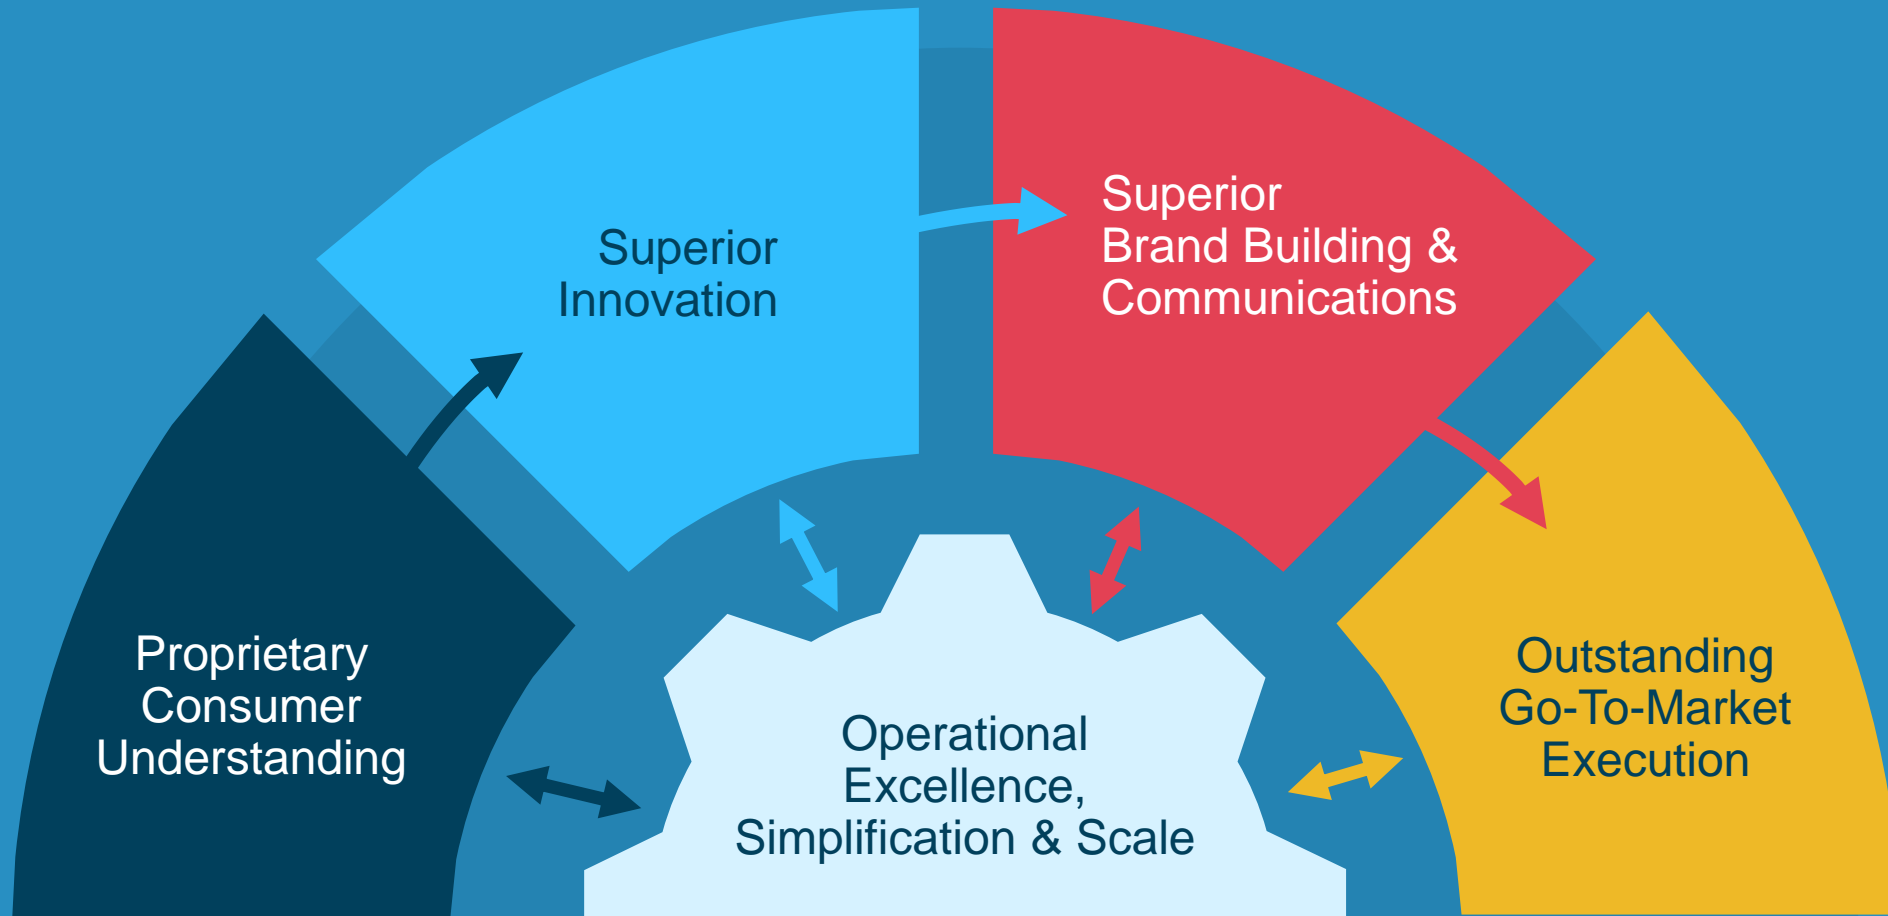 Superior
Innovation
Superior
Brand Building &
Communications
Proprietary
Consumer
Understanding
Outstanding
Go-To-Market
Execution
Operational
Excellence,
Simplification & Scale